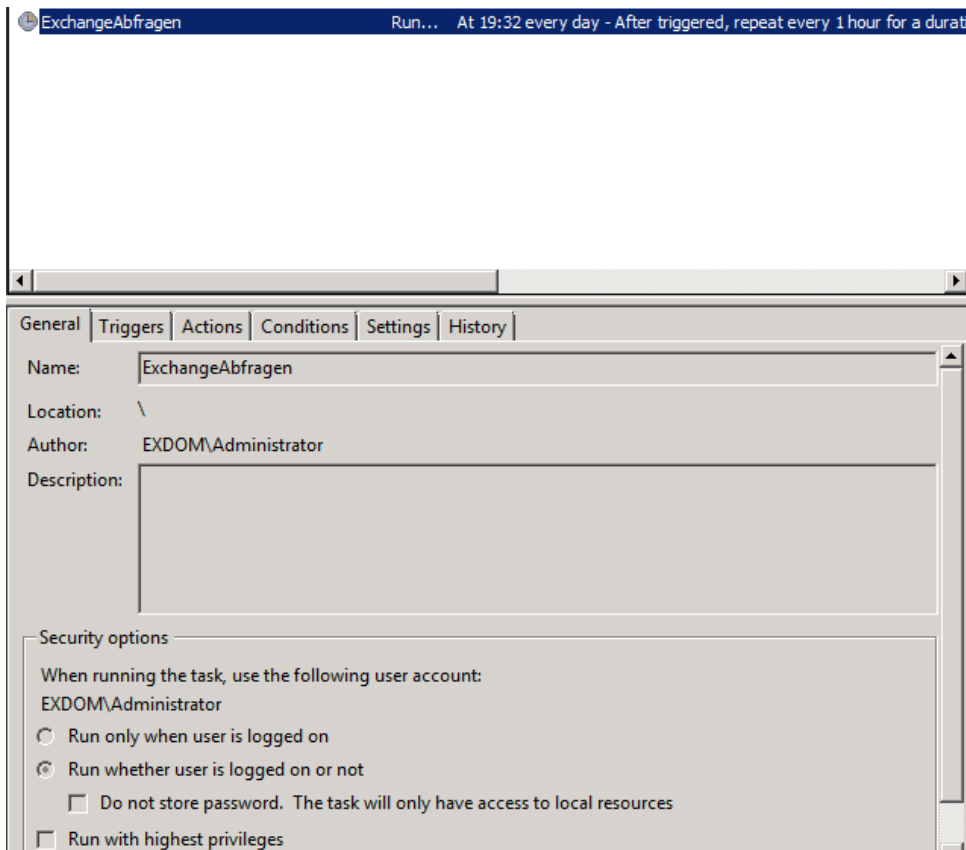 ExchangeAbfragen Run... At 19:32 every day - After triggered, repeat every 1 hour for a durati
General Triggers Actions Conditions Settings History
Name: ExchangeAbfragen
Location: \
Author: EXDOM\Administrator
Description:
Security options
When running the task, use the following user account:
EXDOM\Administrator
Run only when user is logged on
Run whether user is logged on or not
Do not store password. The task will only have access to local resources
Run with highest privileges